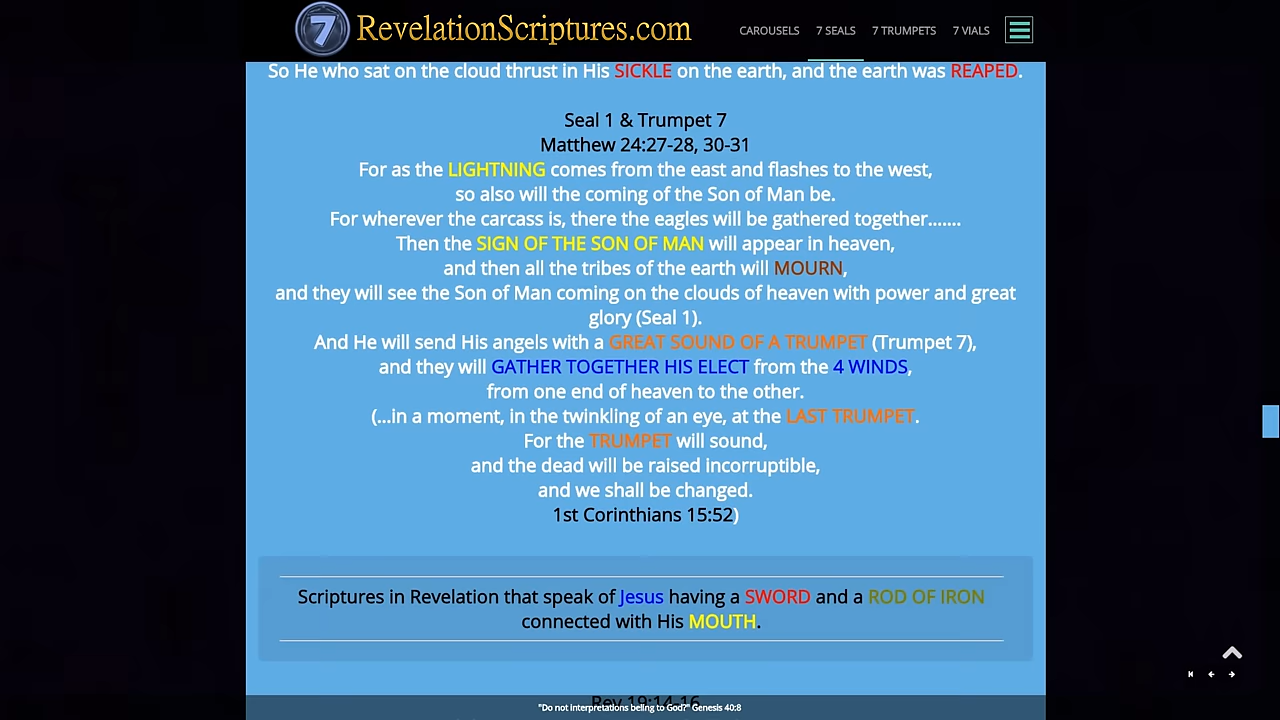 7 RevelationScriptures.com
CAROUSELS 7 SEALS 7 TRUMPETS 7 VIALS
So He who sat on the cloud thrust in His SICKLE on the earth, and the earth was REAPED.
Seal 1 & Trumpet 7
Matthew 24:27-28, 30-31
For as the LIGHTNING comes from the east and flashes to the west,
so also will the coming of the Son of Man be.
For wherever the carcass is, there the eagles will be gathered together.......
Then the SIGN OF THE SON OF MAN will appear in heaven,
and then all the tribes of the earth will MOURN,
and they will see the Son of Man coming on the clouds of heaven with power and great
glory (Seal 1).
And He will send His angels with a GREAT SOUND OF A TRUMPET (Trumpet 7),
and they will GATHER TOGETHER HIS ELECT from the 4 WINDS,
from one end of heaven to the other.
(...in a moment, in the twinkling of an eye, at the LAST TRUMPET.
For the TRUMPET will sound,
and the dead will be raised incorruptible,
and we shall be changed.
1st Corinthians 15:52)
Scriptures in Revelation that speak of Jesus having a SWORD and a ROD OF IRON
connected with His MOUTH.
Rev 19:14-16
"Do not interpretations beling to God?" Genesis 40:8